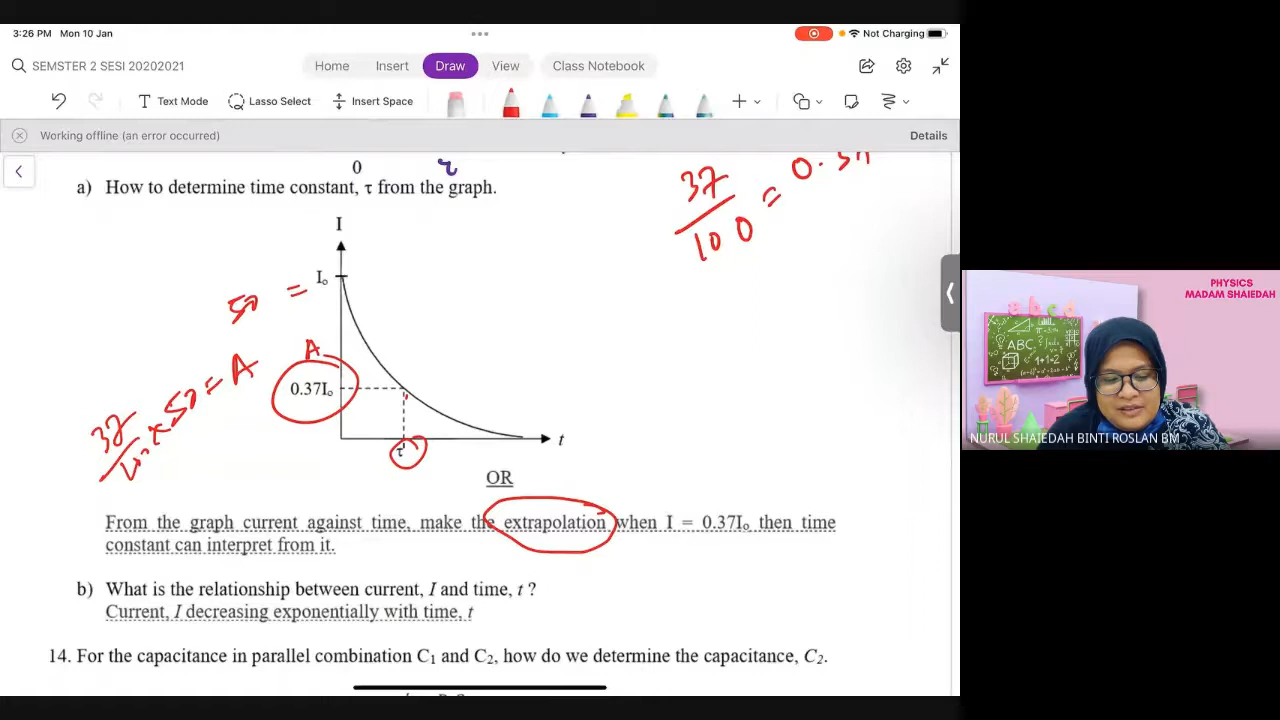 3:26 PM Mon 10 Jan
Not Charging
SEMSTER 2 SESI 20202021
Home Insert Draw View Class Notebook
Text Mode Lasso Select Insert Space
Working offline (an error occurred) Details
0 τ
a) How to determine time constant, τ from the graph.
37/100 =
I
50 = I₀
A
0.37I₀
37/100 × 50 = A
τ
t
OR
From the graph current against time, make the extrapolation when I = 0.37I₀ then time
constant can interpret from it.
b) What is the relationship between current, I and time, t ?
Current, I decreasing exponentially with time, t
14. For the capacitance in parallel combination C₁ and C₂, how do we determine the capacitance, C₂.
PHYSICS
MADAM SHAIEDAH
ABC
1+1=2
NURUL SHAIEDAH BINTI ROSLAN BM